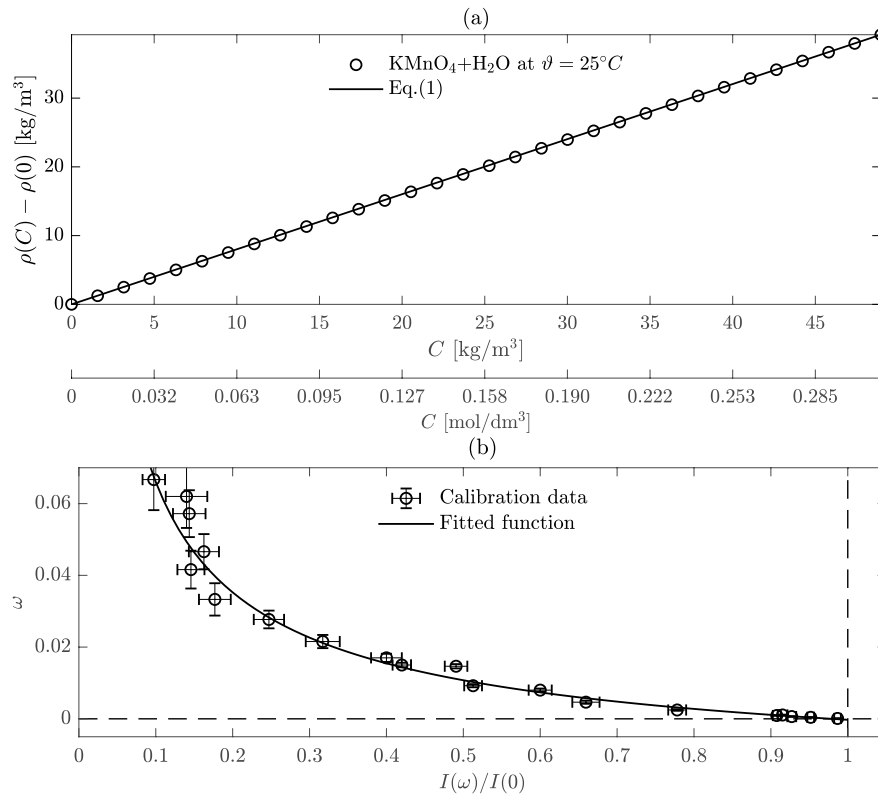 (a)
KMnO₄+H₂O at ϑ = 25°C
Eq.(1)
ρ(C) − ρ(0) [kg/m³]
30
20
10
0
0 5 10 15 20 25 30 35 40 45
C [kg/m³]
0 0.032 0.063 0.095 0.127 0.158 0.190 0.222 0.253 0.285
C [mol/dm³]
(b)
Calibration data
Fitted function
ω
0.06
0.04
0.02
0
0 0.1 0.2 0.3 0.4 0.5 0.6 0.7 0.8 0.9 1
I(ω)/I(0)